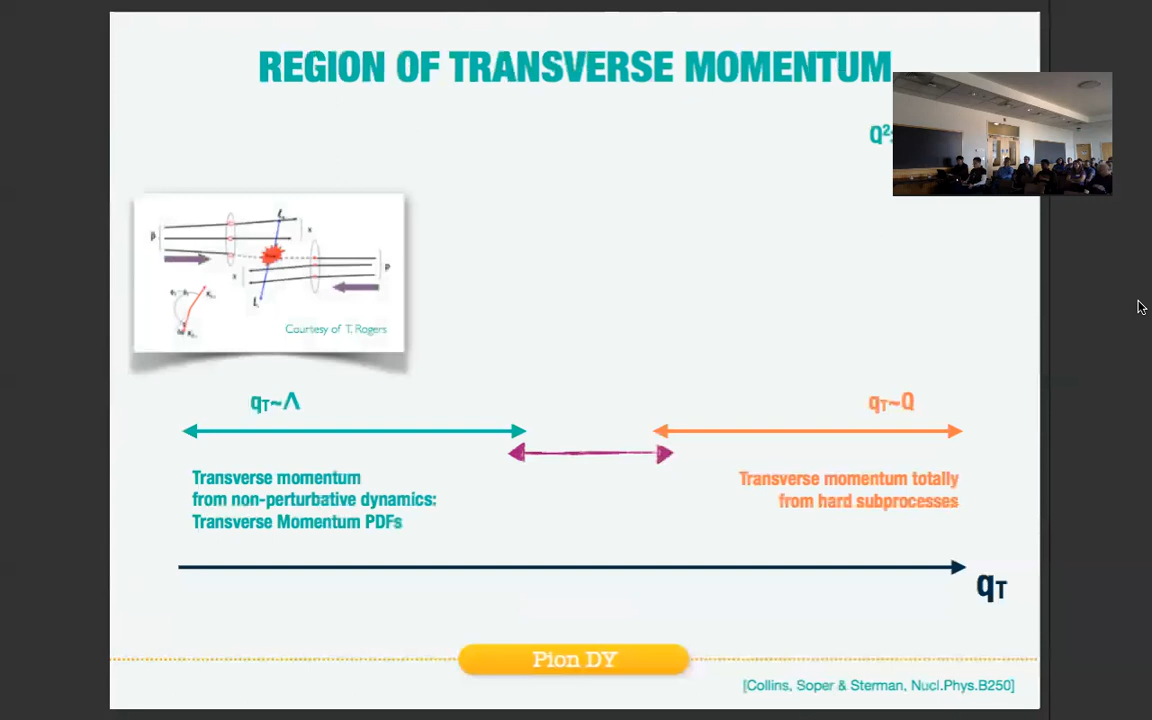 REGION OF TRANSVERSE MOMENTUM
Q²
Courtesy of T. Rogers
qT~Λ
qT~Q
Transverse momentum
from non-perturbative dynamics:
Transverse Momentum PDFs
Transverse momentum totally
from hard subprocesses
qT
Pion DY
[Collins, Soper & Sterman, Nucl.Phys.B250]